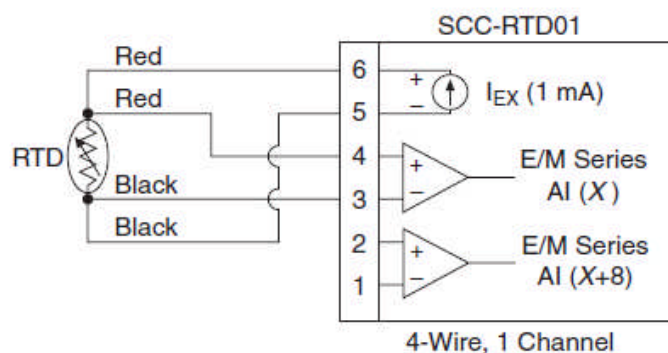 SCC-RTD01
Red
6
+
−
I_EX (1 mA)
Red
5
4
+
−
E/M Series
AI (X)
RTD
Black
3
Black
2
+
−
E/M Series
AI (X+8)
1
4-Wire, 1 Channel